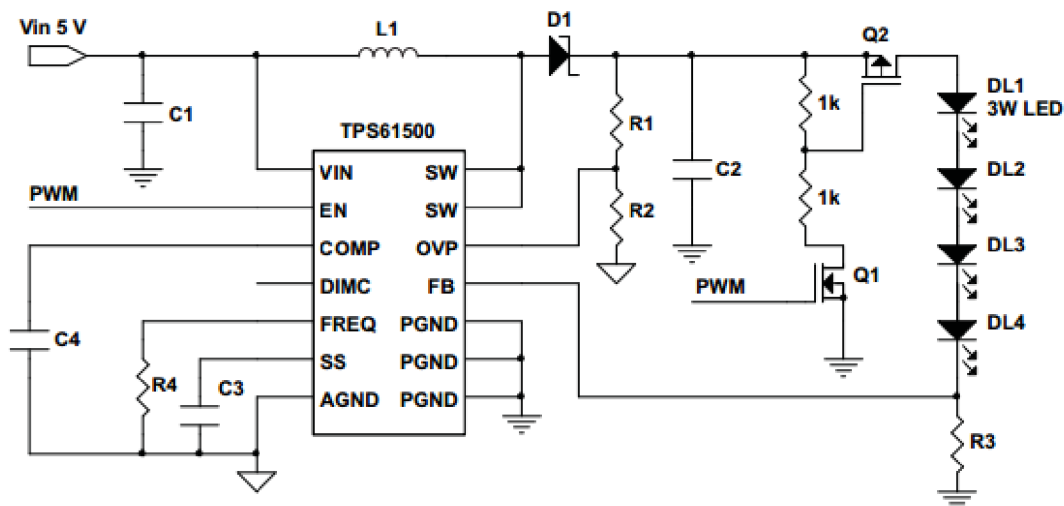 Vin 5 V
L1
D1
Q2
DL1
3W LED
C1
TPS61500
R1
1k
C2
VIN
SW
DL2
PWM
EN
SW
R2
1k
COMP
OVP
DL3
DIMC
FB
PWM
Q1
C4
FREQ
PGND
DL4
R4
C3
SS
PGND
AGND
PGND
R3